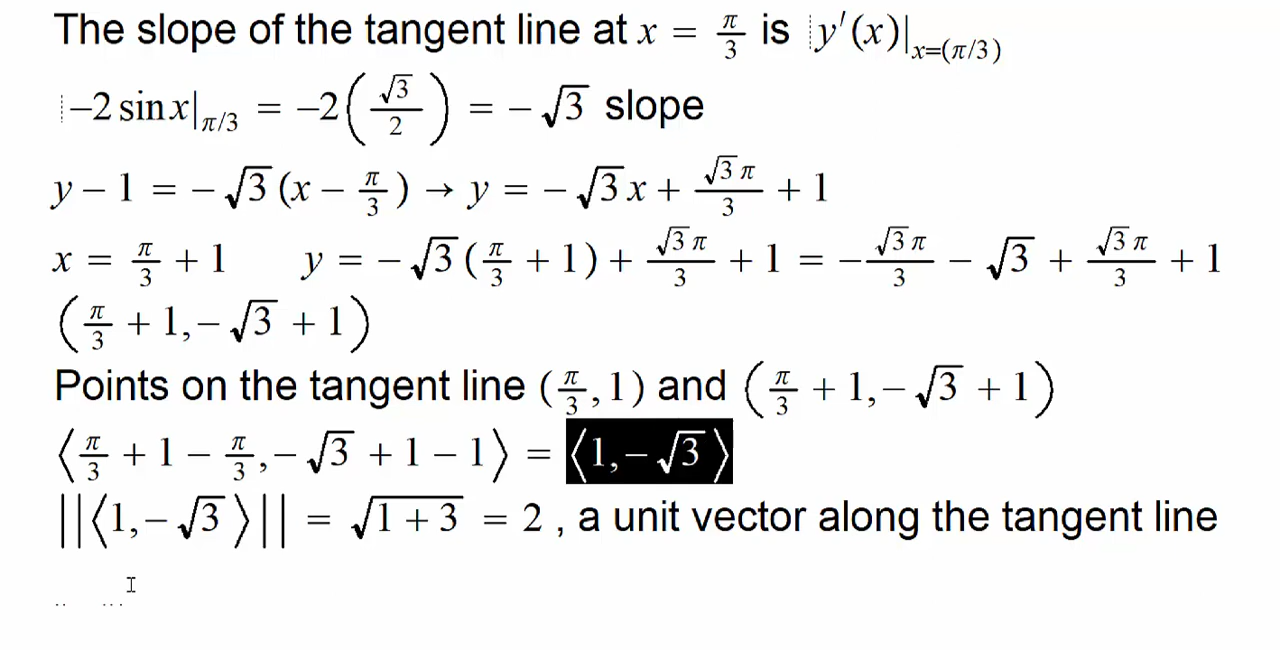 The slope of the tangent line at x = π/3 is |y′(x)|_x=(π/3)
|−2 sin x|_π/3 = −2(√3/2) = −√3 slope
y − 1 = −√3(x − π/3) → y = −√3x + √3π/3 + 1
x = π/3 + 1 y = −√3(π/3 + 1) + √3π/3 + 1 = −√3π/3 − √3 + √3π/3 + 1
(π/3 + 1, −√3 + 1)
Points on the tangent line (π/3, 1) and (π/3 + 1, −√3 + 1)
⟨π/3 + 1 − π/3, −√3 + 1 − 1⟩ = ⟨1, −√3⟩
||⟨1, −√3⟩|| = √(1 + 3) = 2 , a unit vector along the tangent line